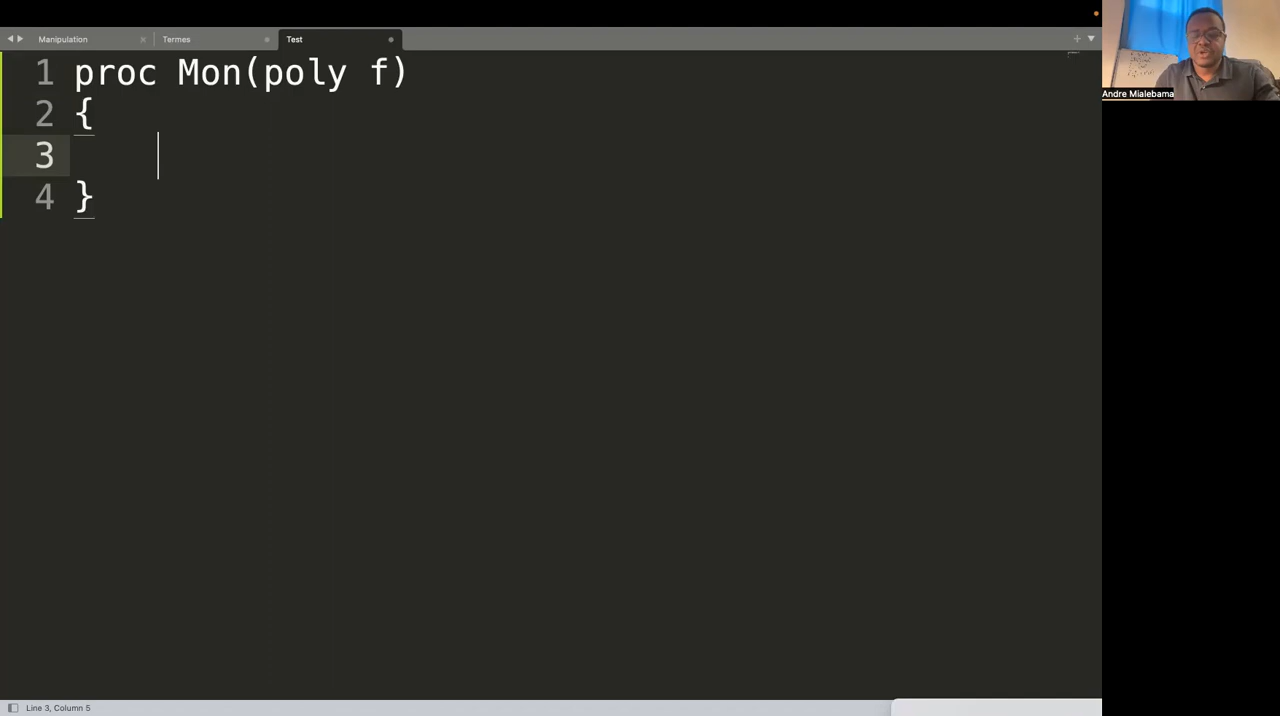 Manipulation
Termes
Test
1 proc Mon(poly f)
2 {
3
4 }
Andre Mialebama
Line 3, Column 5